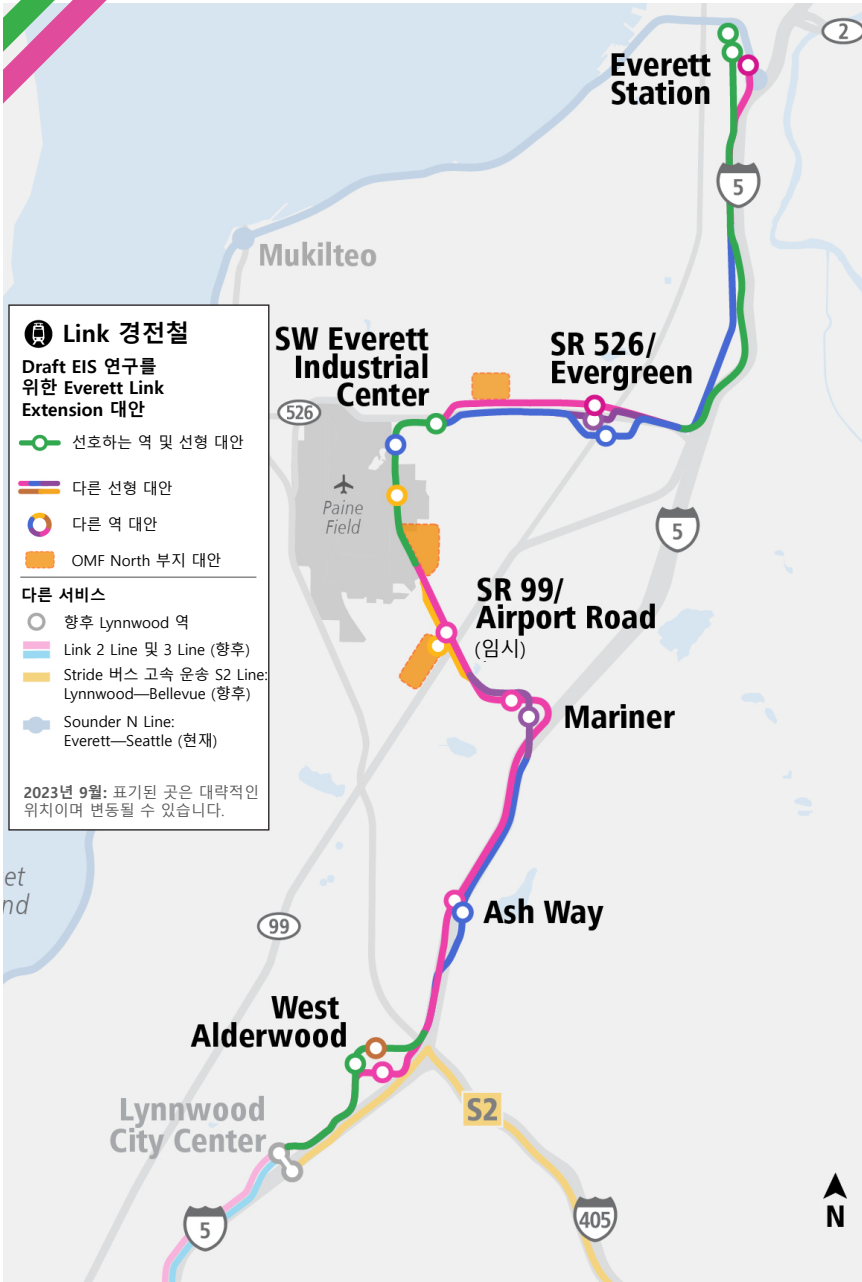 2
Everett
Station
5
Mukilteo
Link 경전철
Draft EIS 연구를
위한 Everett Link
Extension 대안
선호하는 역 및 선형 대안
다른 선형 대안
다른 역 대안
OMF North 부지 대안
다른 서비스
향후 Lynnwood 역
Link 2 Line 및 3 Line (향후)
Stride 버스 고속 운송 S2 Line:
Lynnwood—Bellevue (향후)
Sounder N Line:
Everett—Seattle (현재)
2023년 9월: 표기된 곳은 대략적인
위치이며 변동될 수 있습니다.
SW Everett
Industrial
Center
SR 526/
Evergreen
526
Paine
Field
5
SR 99/
Airport Road
(임시)
Mariner
et
nd
Ash Way
99
West
Alderwood
Lynnwood
City Center
S2
5
405
N